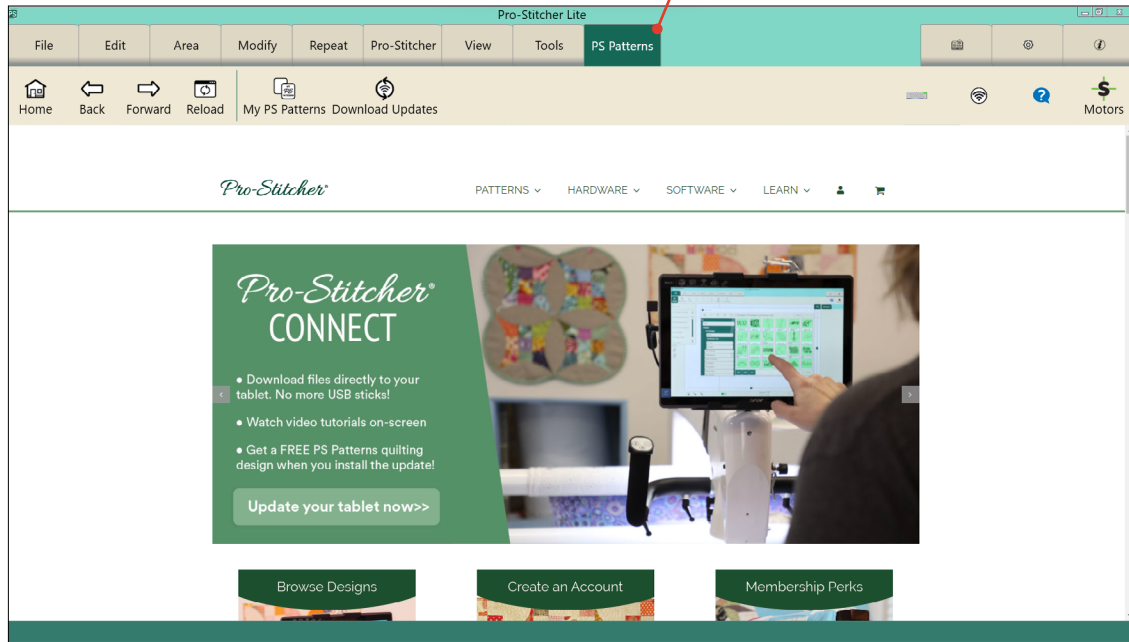 Pro-Stitcher Lite
File Edit Area Modify Repeat Pro-Stitcher View Tools PS Patterns
Home Back Forward Reload My PS Patterns Download Updates Motors
Pro-Stitcher®
PATTERNS HARDWARE SOFTWARE LEARN
Pro-Stitcher®
CONNECT
• Download files directly to your
tablet. No more USB sticks!
• Watch video tutorials on-screen
• Get a FREE PS Patterns quilting
design when you install the update!
Update your tablet now>>
Browse Designs Create an Account Membership Perks